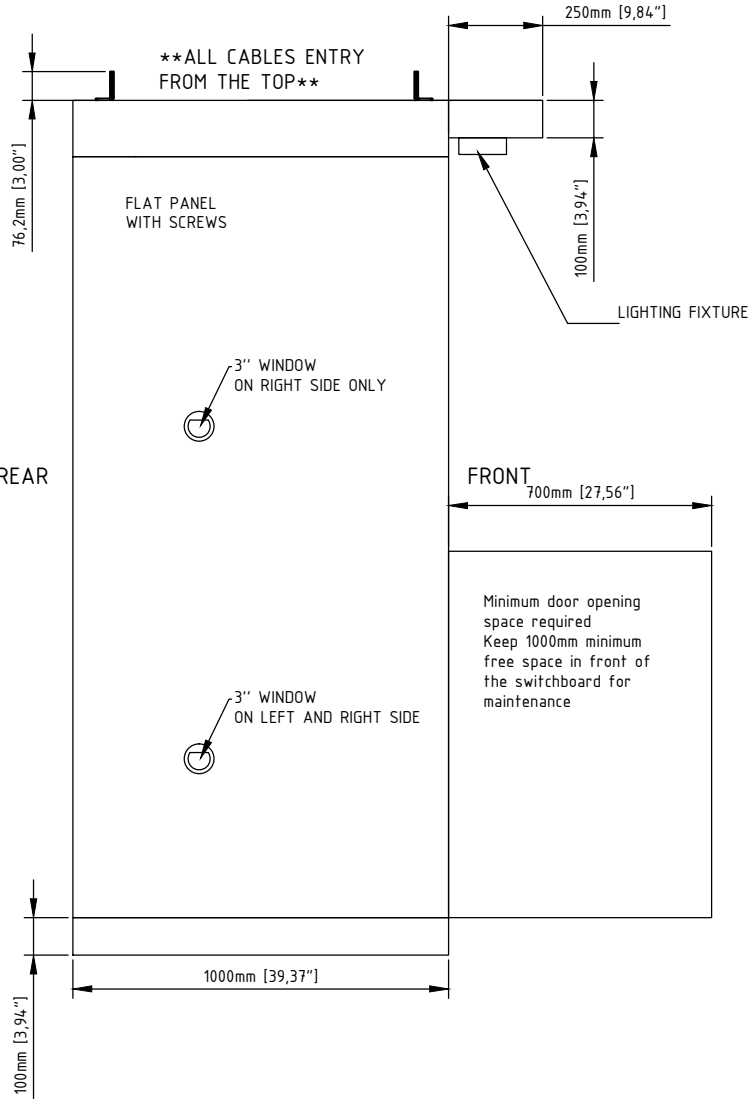 250mm [9,84"]
**ALL CABLES ENTRY
FROM THE TOP**
76,2mm [3,00"]
FLAT PANEL
WITH SCREWS
100mm [3,94"]
LIGHTING FIXTURE
3'' WINDOW
ON RIGHT SIDE ONLY
REAR
FRONT
700mm [27,56"]
Minimum door opening
space required
Keep 1000mm minimum
free space in front of
the switchboard for
maintenance
3'' WINDOW
ON LEFT AND RIGHT SIDE
1000mm [39,37"]
100mm [3,94"]